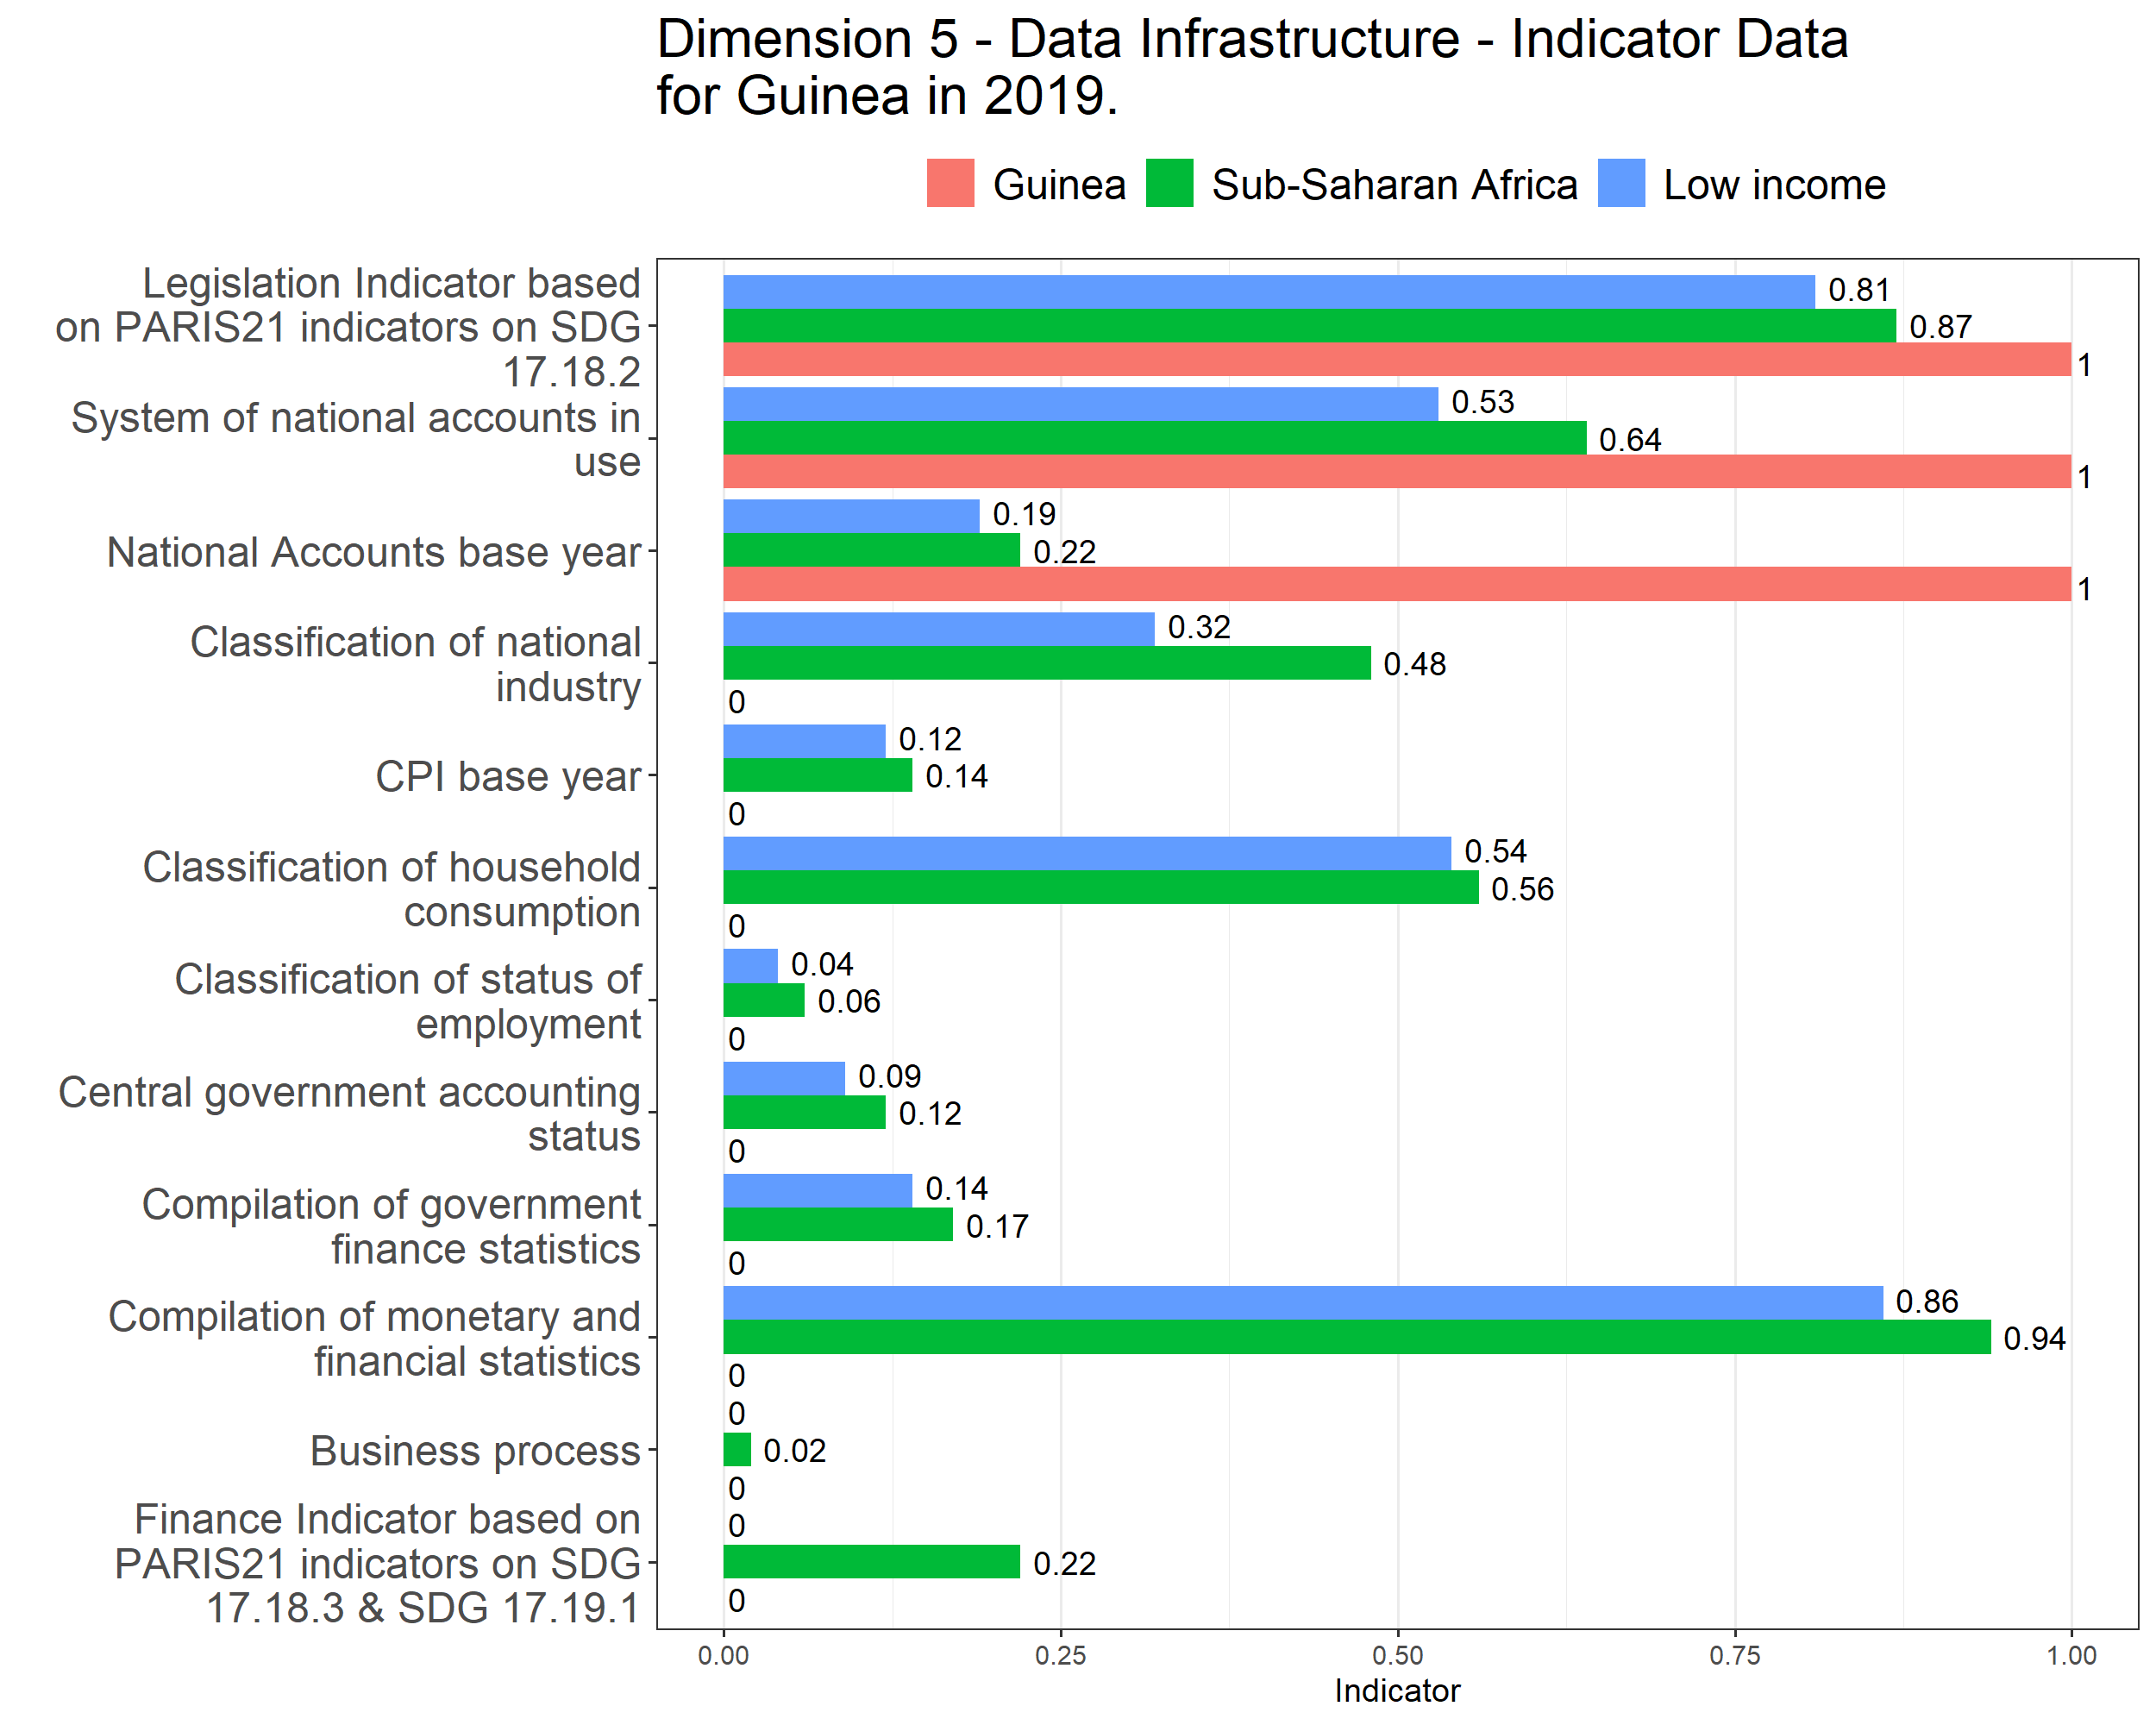 Dimension 5 - Data Infrastructure - Indicator Data
for Guinea in 2019.
Guinea
Sub-Saharan Africa
Low income
Legislation Indicator based
on PARIS21 indicators on SDG
17.18.2
0.81
0.87
1
System of national accounts in
use
0.53
0.64
1
National Accounts base year
0.19
0.22
1
Classification of national
industry
0.32
0.48
0
CPI base year
0.12
0.14
0
Classification of household
consumption
0.54
0.56
0
Classification of status of
employment
0.04
0.06
0
Central government accounting
status
0.09
0.12
0
Compilation of government
finance statistics
0.14
0.17
0
Compilation of monetary and
financial statistics
0.86
0.94
0
Business process
0
0.02
0
Finance Indicator based on
PARIS21 indicators on SDG
17.18.3 & SDG 17.19.1
0
0.22
0
0.00
0.25
0.50
0.75
1.00
Indicator